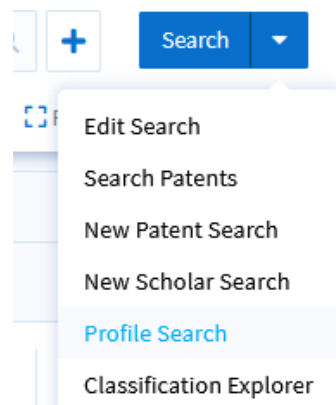 Search
Edit Search
Search Patents
New Patent Search
New Scholar Search
Profile Search
Classification Explorer